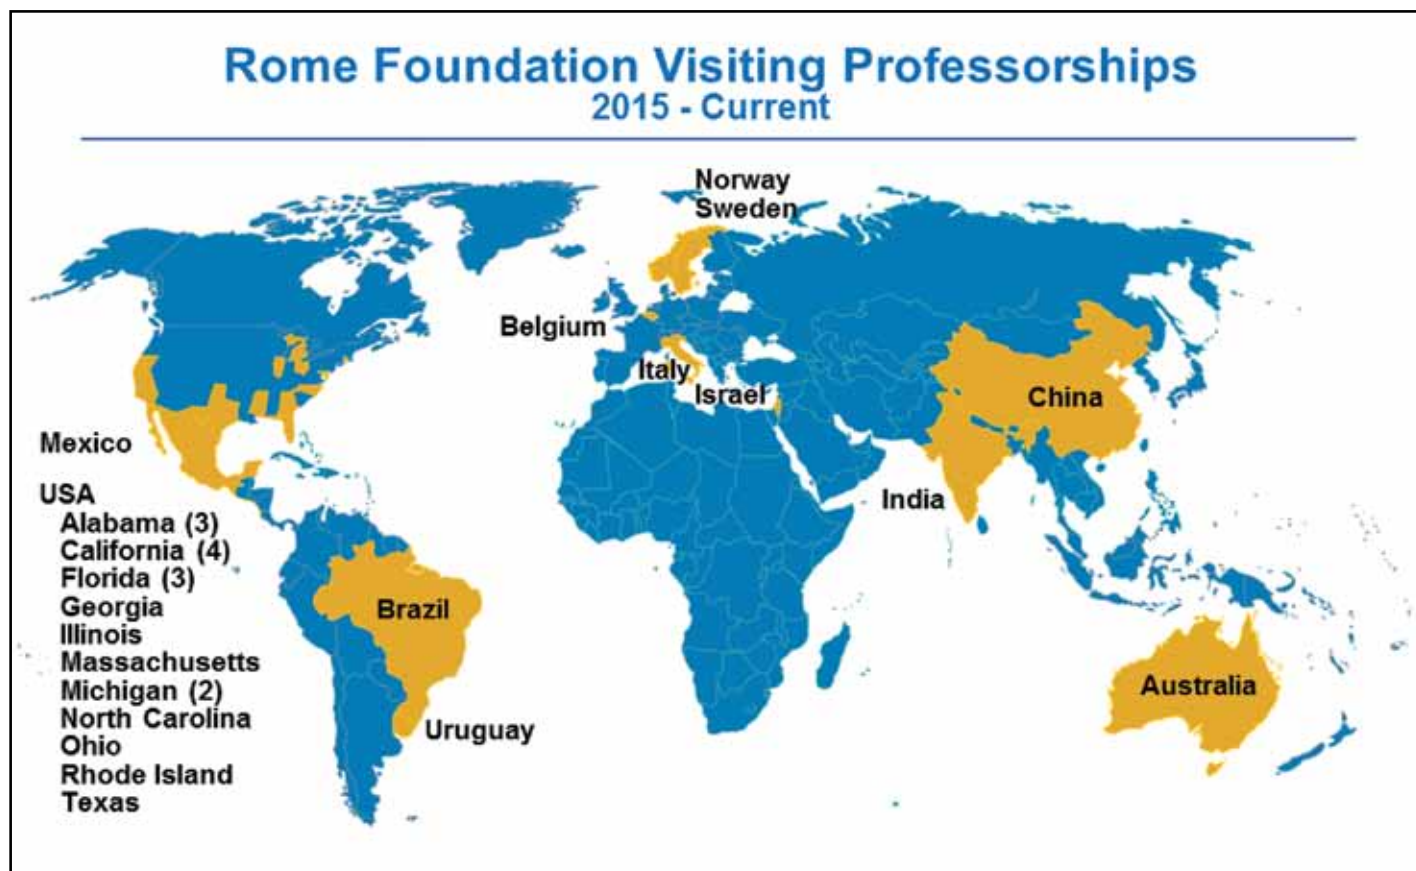 Rome Foundation Visiting Professorships
2015 - Current
Norway
Sweden
Belgium
Italy
Israel
China
India
Mexico
USA
Alabama (3)
California (4)
Florida (3)
Georgia
Illinois
Massachusetts
Michigan (2)
North Carolina
Ohio
Rhode Island
Texas
Brazil
Uruguay
Australia